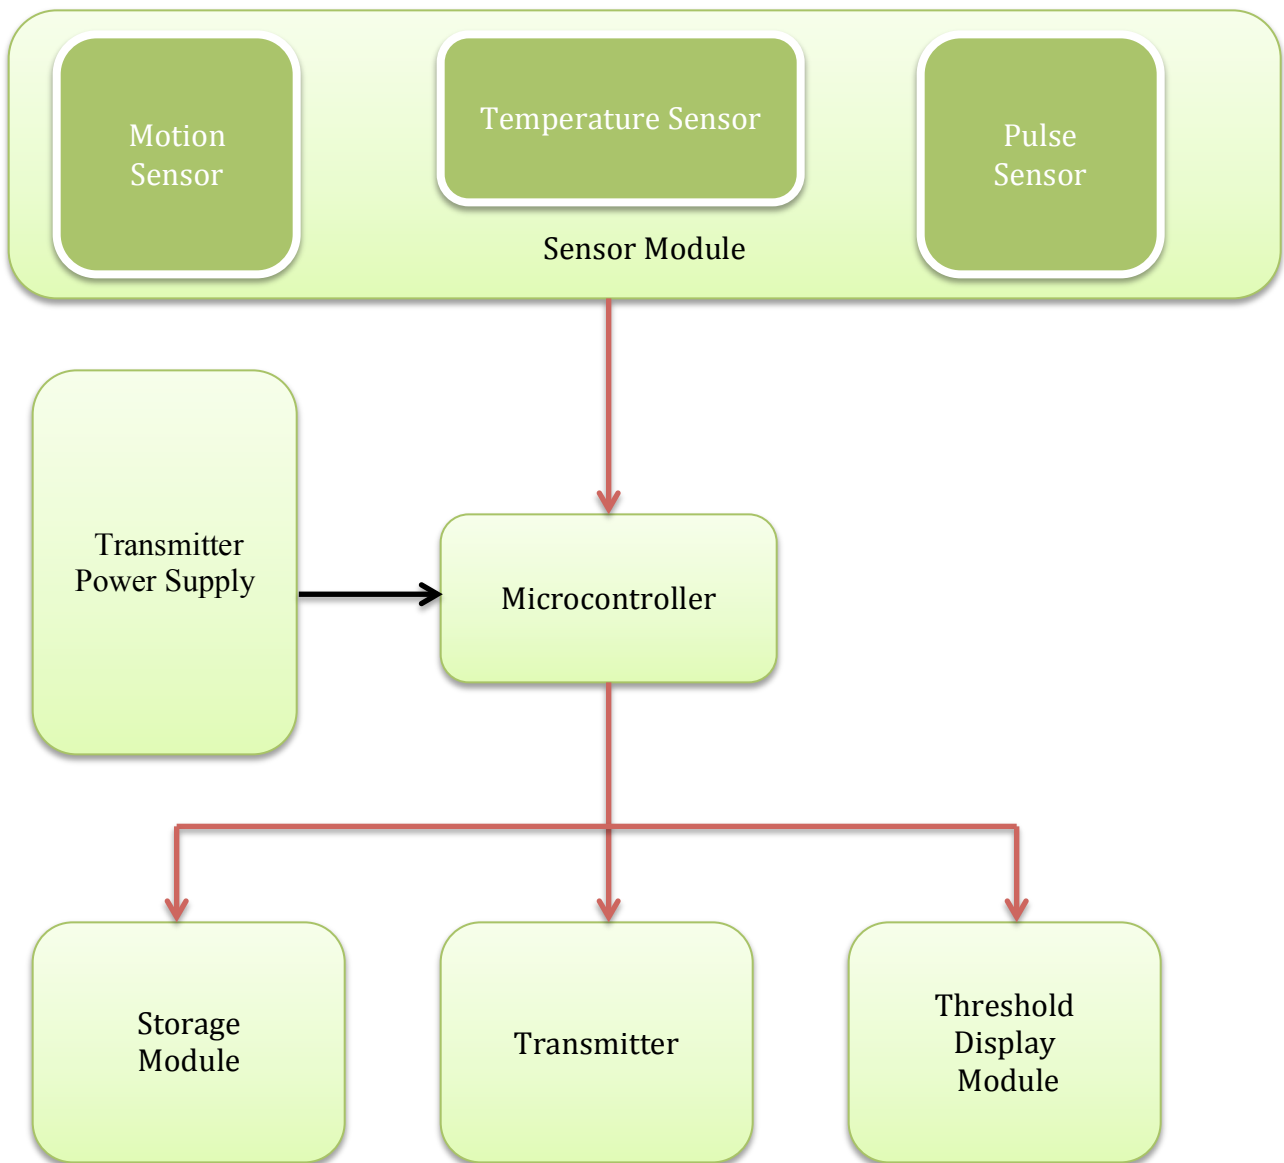 Motion
Sensor
Temperature Sensor
Pulse
Sensor
Sensor Module
Transmitter
Power Supply
Microcontroller
Storage
Module
Transmitter
Threshold
Display
Module